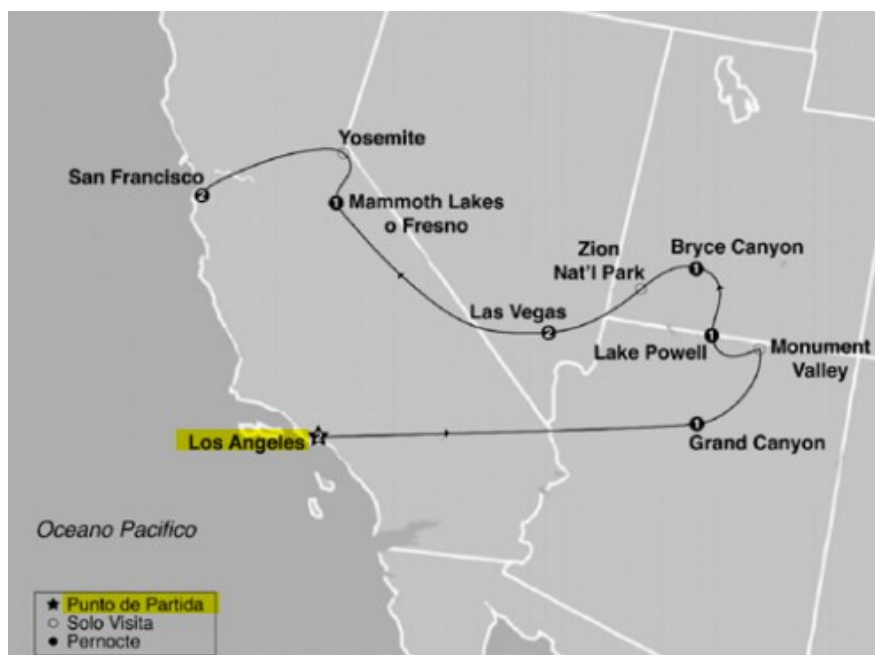 Yosemite
San Francisco
2
1
Mammoth Lakes
o Fresno
Zion
Nat'l Park
Bryce Canyon
1
Las Vegas
2
Lake Powell
1
Monument
Valley
Los Angeles
2
1
Grand Canyon
Oceano Pacifico
Punto de Partida
Solo Visita
Pernocte